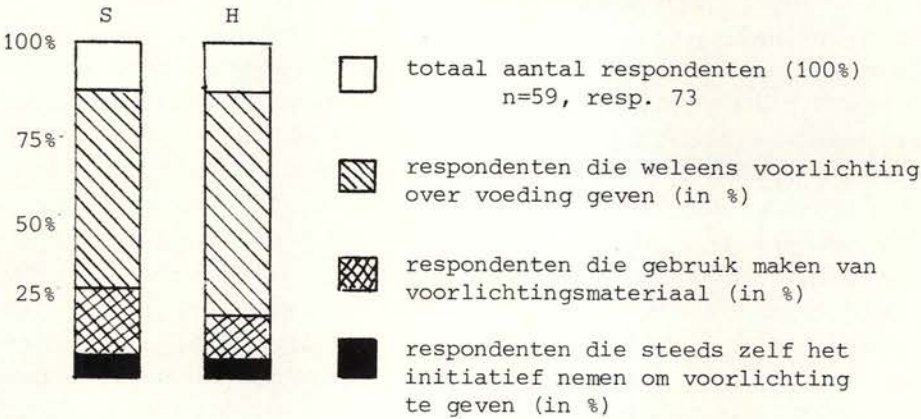 S H
100%
75%
50%
25%
totaal aantal respondenten (100%)
n=59, resp. 73
respondenten die weleens voorlichting
over voeding geven (in %)
respondenten die gebruik maken van
voorlichtingsmateriaal (in %)
respondenten die steeds zelf het
initiatief nemen om voorlichting
te geven (in %)